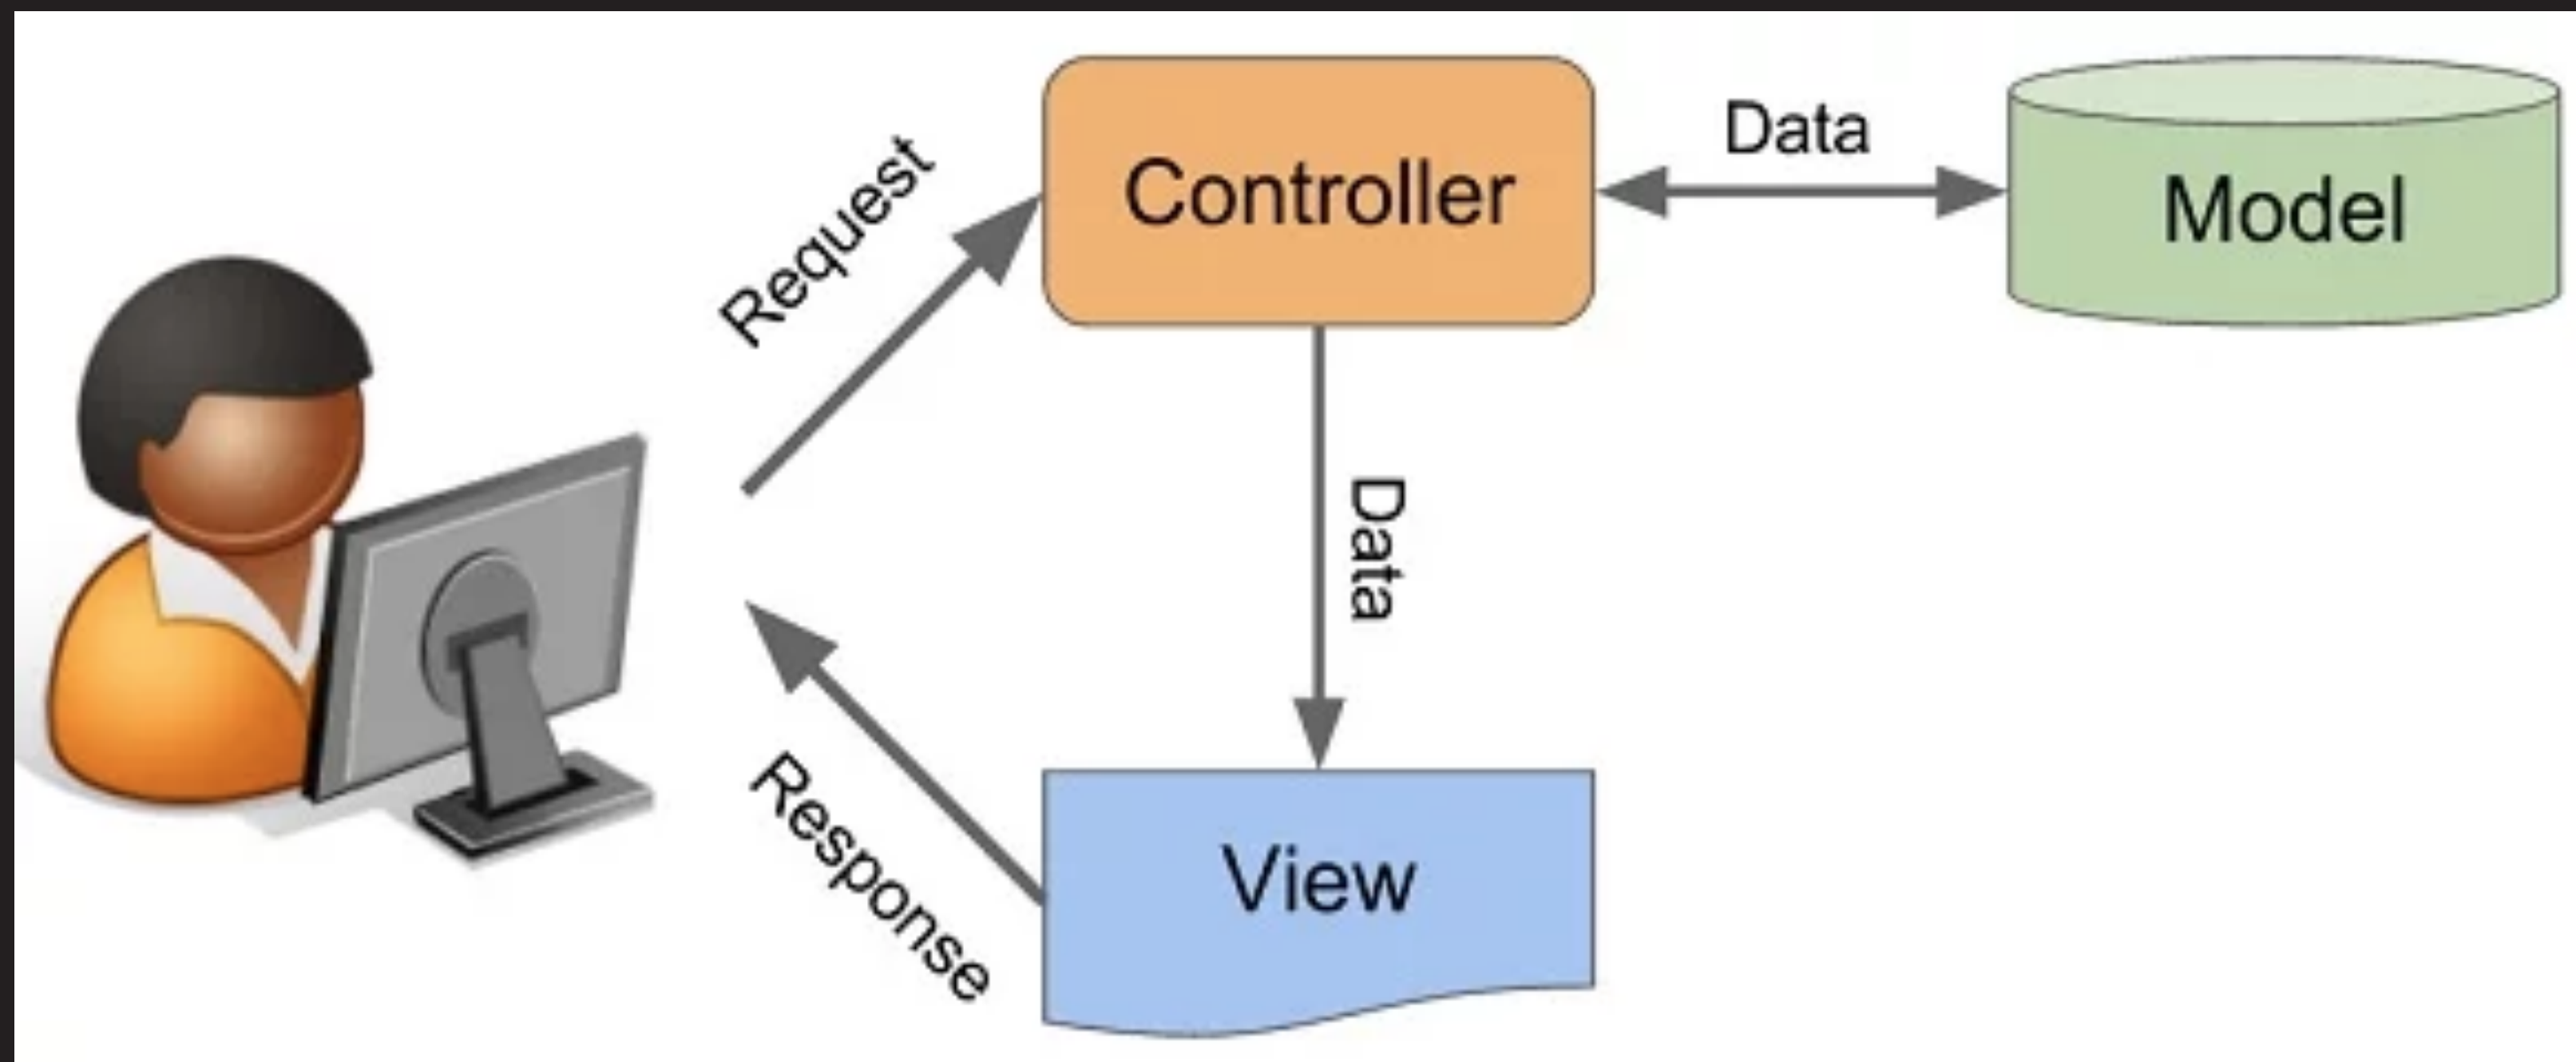 Request
Controller
Data
Model
Data
Response
View